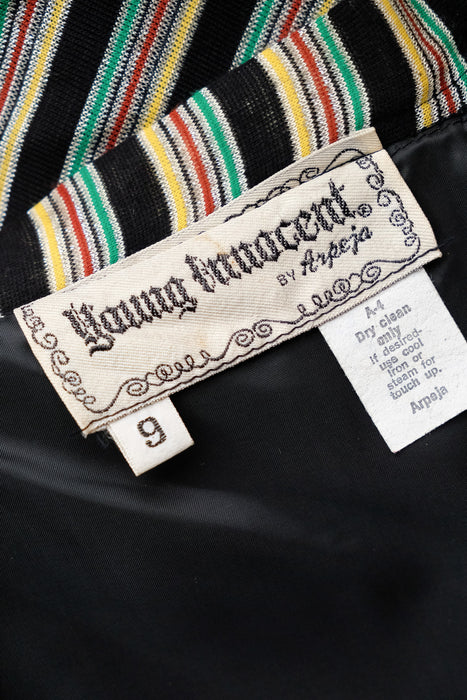 Young Innocent®
BY Arpeja
9
A-4
Dry clean
only
If desired-
use cool
iron or
steam for
touch up.
Arpeja